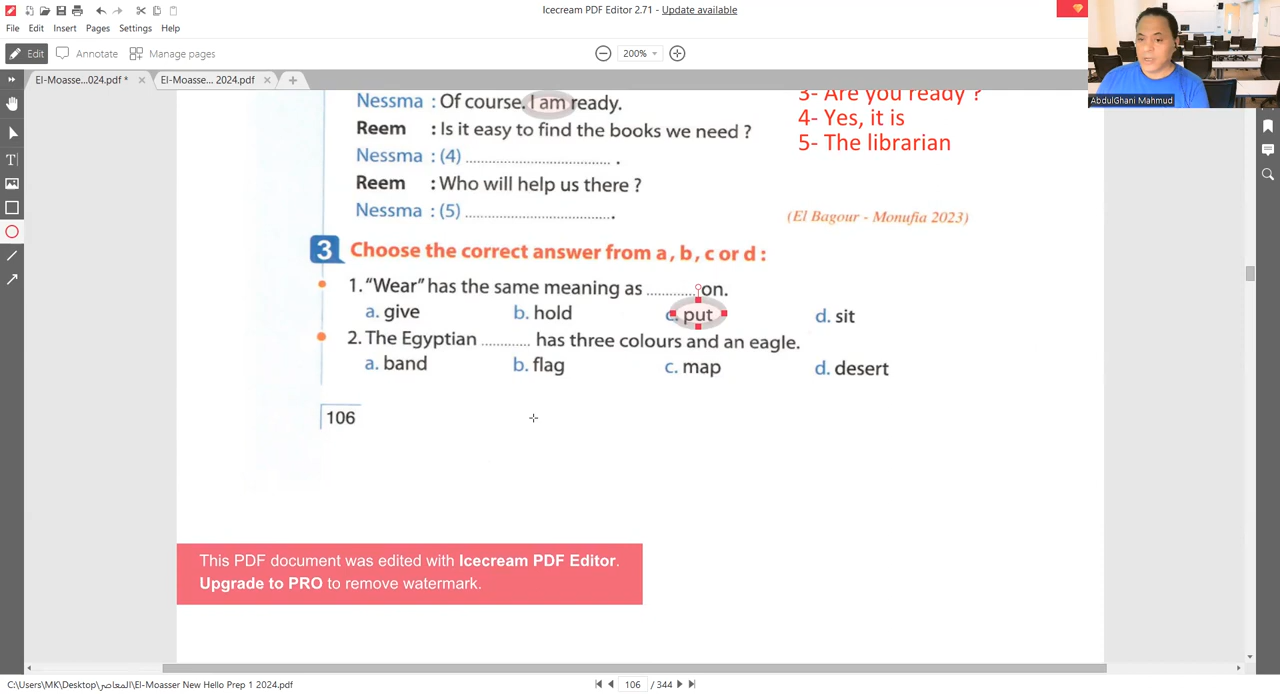 Icecream PDF Editor 2.71 - Update available
File Edit Insert Pages Settings Help
Edit Annotate Manage pages
200%
El-Moasse...024.pdf * El-Moasse... 2024.pdf
AbdulGhani Mahmud
Nessma : Of course. I am ready.
Reem : Is it easy to find the books we need ?
Nessma : (4) ........................................ .
Reem : Who will help us there ?
Nessma : (5) ........................................ .
3- Are you ready ?
4- Yes, it is
5- The librarian
(El Bagour - Monufia 2023)
3 Choose the correct answer from a, b, c or d :
1. “Wear” has the same meaning as ............ on.
a. give b. hold c. put d. sit
2. The Egyptian ............ has three colours and an eagle.
a. band b. flag c. map d. desert
106
This PDF document was edited with Icecream PDF Editor.
Upgrade to PRO to remove watermark.
C:\Users\MK\Desktop\المعاصر\El-Moasser New Hello Prep 1 2024.pdf
106 / 344